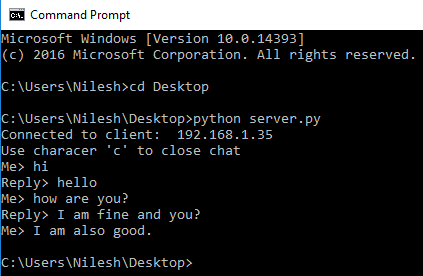 Command Prompt
Microsoft Windows [Version 10.0.14393]
(c) 2016 Microsoft Corporation. All rights reserved.
C:\Users\Nilesh>cd Desktop
C:\Users\Nilesh\Desktop>python server.py
Connected to client:  192.168.1.35
Use characer 'c' to close chat
Me> hi
Reply> hello
Me> how are you?
Reply> I am fine and you?
Me> I am also good.
C:\Users\Nilesh\Desktop>